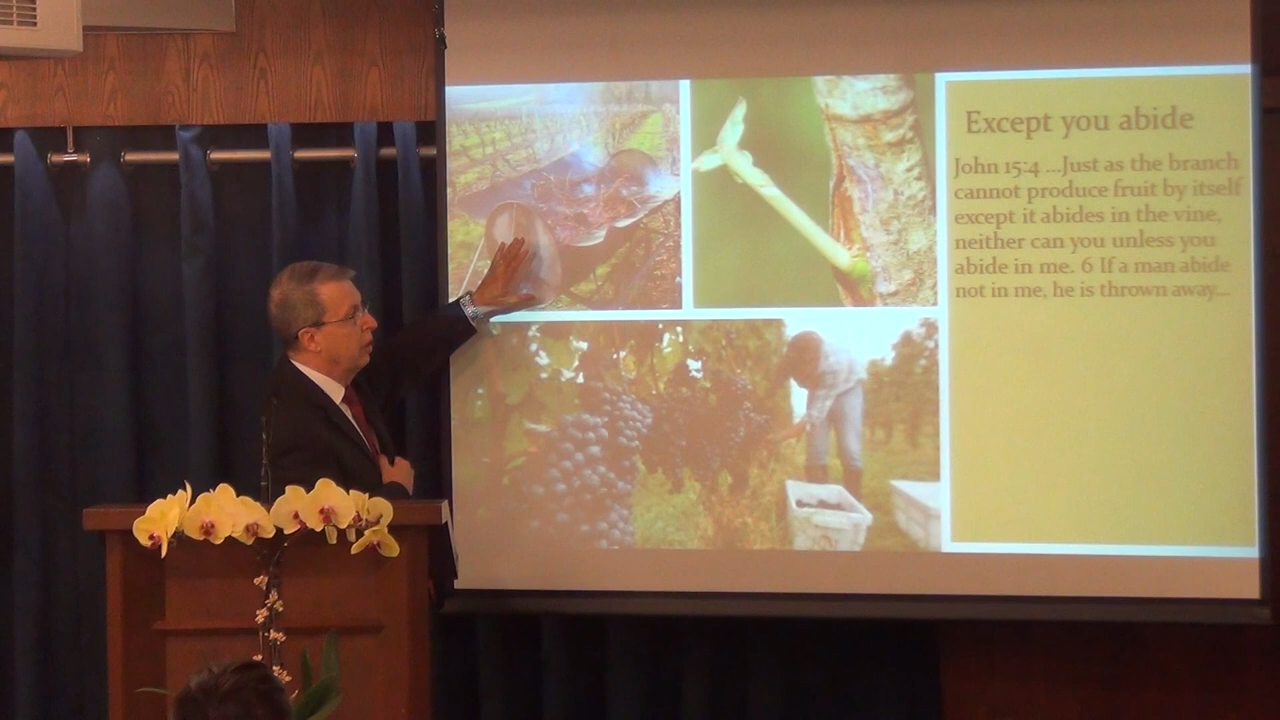 Except you abide
John 15:4 ...Just as the branch
cannot produce fruit by itself
except it abides in the vine,
neither can you unless you
abide in me. 6 If a man abide
not in me, he is thrown away...